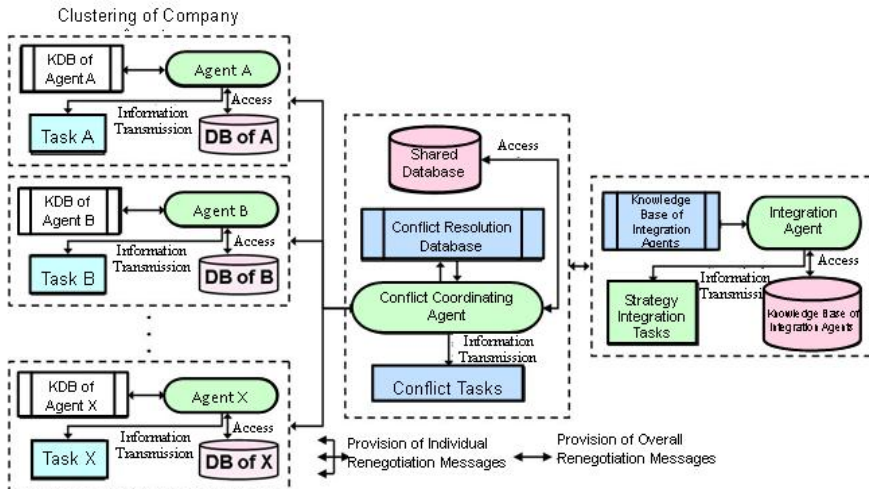 Clustering of Company
KDB of
Agent A
Agent A
Access
Information
Transmission
Task A
DB of A
KDB of
Agent B
Agent B
Access
Information
Transmission
Task B
DB of B
KDB of
Agent X
Agent X
Access
Information
Transmission
Task X
DB of X
Shared
Database
Access
Conflict Resolution
Database
Conflict Coordinating
Agent
Information
Transmission
Conflict Tasks
Knowledge
Base of
Integration Agents
Integration
Agent
Access
Information
Transmissi
Strategy
Integration
Tasks
Knowledge Base of
Integration Agents
Provision of Individual
Renegotiation Messages
Provision of Overall
Renegotiation Messages